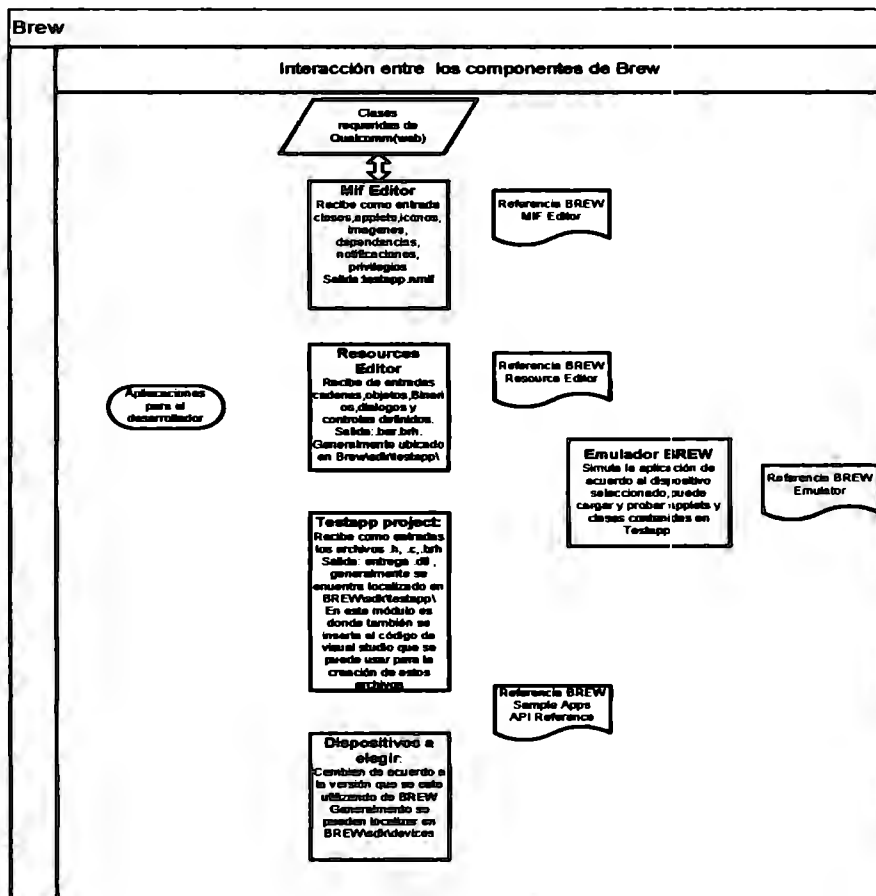 Brew
Interacción entre los componentes de Brew
Clases
requeridas de
Qualcomm(web)
Mif Editor
Recibe como entrada
clases,applets,iconos,
imagenes,
dependencias,
notificaciones,
privilegios
Salida:testapp.mif
Referencia BREW
MIF Editor
Resources
Editor
Recibe de entradas
cadenas,objetos,Binari
os,dialogos y
controles definidos.
Salida:.bar.brh.
Generalmente ubicado
en Brew\sdk\testapp\
Referencia BREW
Resource Editor
Aplicaciones
para el
desarrollador
Emulador BREW
Simula la aplicación de
acuerdo al dispositivo
seleccionado,puede
cargar y probar applets y
clases contenidas en
Testapp
Referencia BREW
Emulator
Testapp project:
Recibe como entradas
los archivos .h, .c,.brh
Salida: entrega .dll ,
generalmente se
encuentra localizado en
BREW\sdk\testapp\
En este módulo es
donde también se
inserta el código de
visual studio que se
puede usar para la
creación de estos
archivos
Referencia BREW
Sample Apps
API Reference
Dispositivos a
elegir:
Cambien de acuerdo a
la versión que se este
utilizando de BREW
Generalmente se
pueden localizar en
BREW\sdk\devices